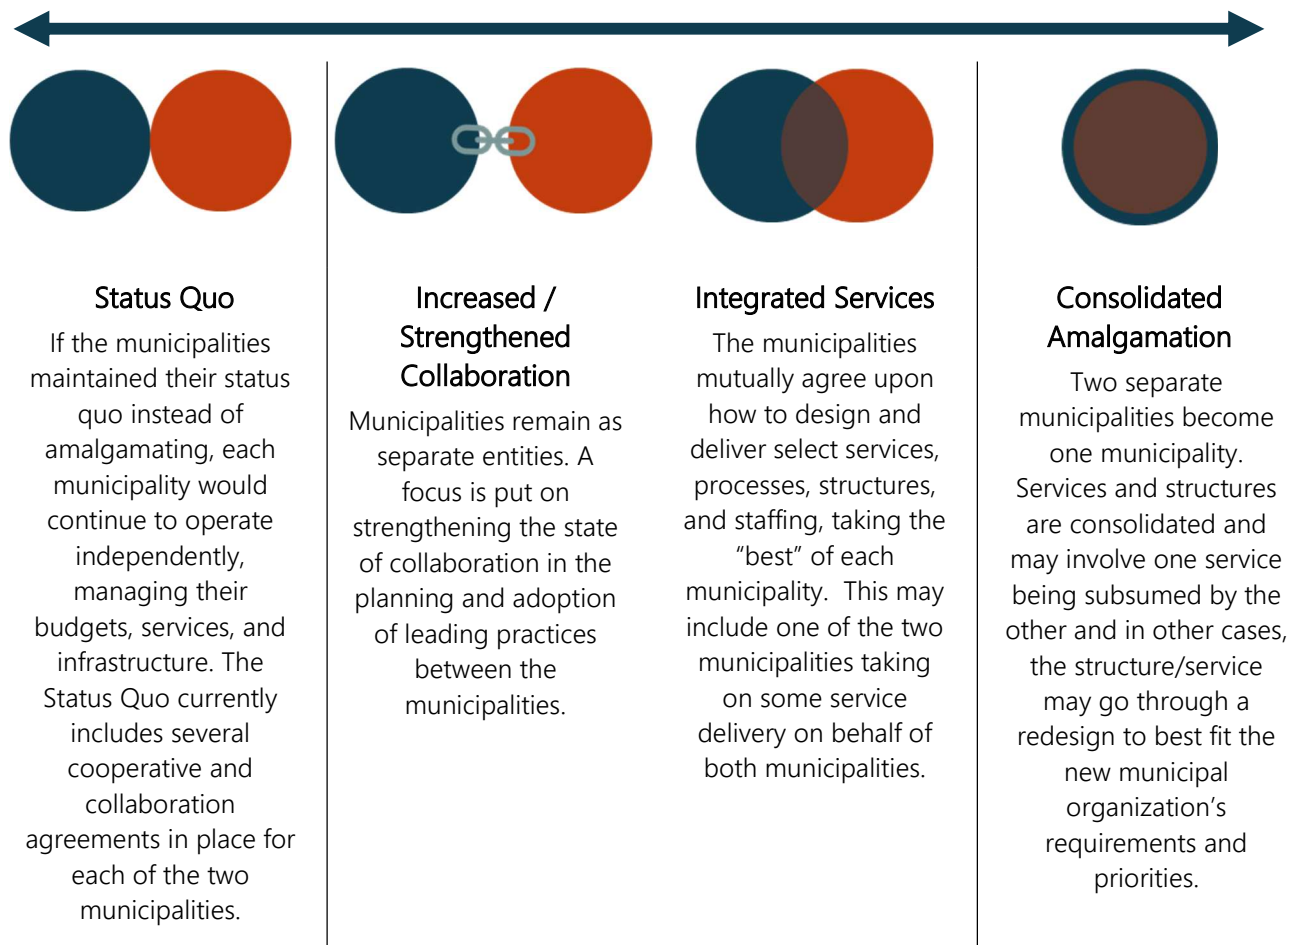 Status Quo
If the municipalities
maintained their status
quo instead of
amalgamating, each
municipality would
continue to operate
independently,
managing their
budgets, services, and
infrastructure. The
Status Quo currently
includes several
cooperative and
collaboration
agreements in place for
each of the two
municipalities.
Increased /
Strengthened
Collaboration
Municipalities remain as
separate entities. A
focus is put on
strengthening the state
of collaboration in the
planning and adoption
of leading practices
between the
municipalities.
Integrated Services
The municipalities
mutually agree upon
how to design and
deliver select services,
processes, structures,
and staffing, taking the
“best” of each
municipality.  This may
include one of the two
municipalities taking
on some service
delivery on behalf of
both municipalities.
Consolidated
Amalgamation
Two separate
municipalities become
one municipality.
Services and structures
are consolidated and
may involve one service
being subsumed by the
other and in other cases,
the structure/service
may go through a
redesign to best fit the
new municipal
organization’s
requirements and
priorities.